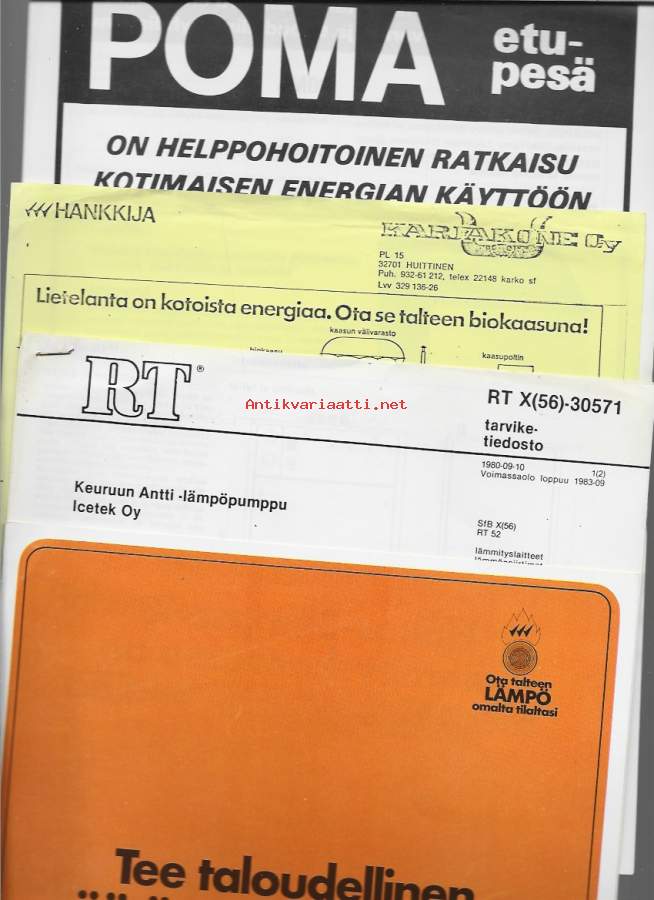 POMA
etu-
pesä
ON HELPPOHOITOINEN RATKAISU
KOTIMAISEN ENERGIAN KÄYTTÖÖN
HANKKIJA
KARJAKONE Oy
PL 15
32701 HUITTINEN
Puh. 932-61 212, telex 22148 karko sf
Lvv 329 136-26
Lietelanta on kotoista energiaa. Ota se talteen biokaasuna!
kaasun välivarasto
biokaasu
kaasupoltin
RT®
Antikvariaatti.net
RT X(56)-30571
tarvike-
tiedosto
1980-09-10 1(2)
Voimassaolo loppuu 1983-09
Keuruun Antti -lämpöpumppu
Icetek Oy
SfB X(56)
RT 52
lämmityslaitteet
Ota talteen
LÄMPÖ
omalta tilaltasi
Tee taloudellinen